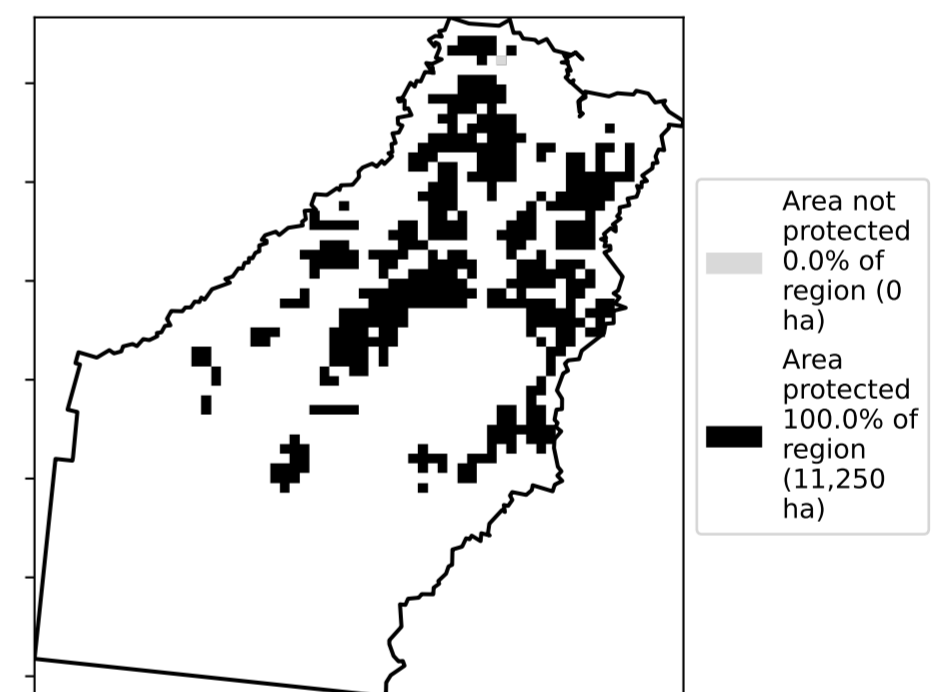 Area not
protected
0.0% of
region (0
ha)
Area
protected
100.0% of
region
(11,250
ha)